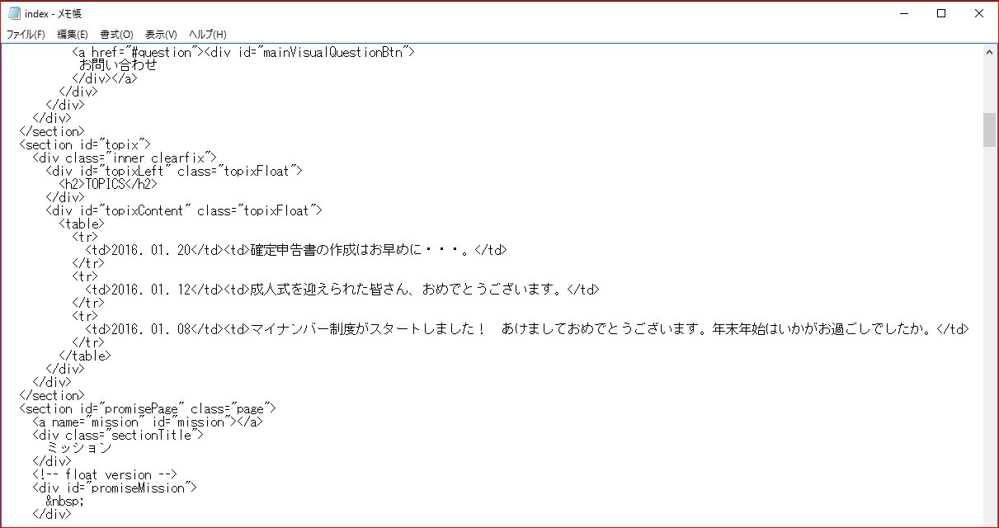 index - メモ帳
ファイル(F) 編集(E) 書式(O) 表示(V) ヘルプ(H)
<a href="#question"><div id="mainVisualQuestionBtn">
お問い合わせ
</div></a>
</div>
</div>
</div>
</section>
<section id="topix">
<div class="inner clearfix">
<div id="topixLeft" class="topixFloat">
<h2>TOPICS</h2>
</div>
<div id="topixContent" class="topixFloat">
<table>
<tr>
<td>2016. 01. 20</td><td>確定申告書の作成はお早めに・・・。</td>
</tr>
<tr>
<td>2016. 01. 12</td><td>成人式を迎えられた皆さん、おめでとうございます。</td>
</tr>
<tr>
<td>2016. 01. 08</td><td>マイナンバー制度がスタートしました！　あけましておめでとうございます。年末年始はいかがお過ごしでしたか。</td>
</tr>
</table>
</div>
</div>
</section>
<section id="promisePage" class="page">
<a name="mission" id="mission"></a>
<div class="sectionTitle">
ミッション
</div>
<!-- float version -->
<div id="promiseMission">
&nbsp;
</div>